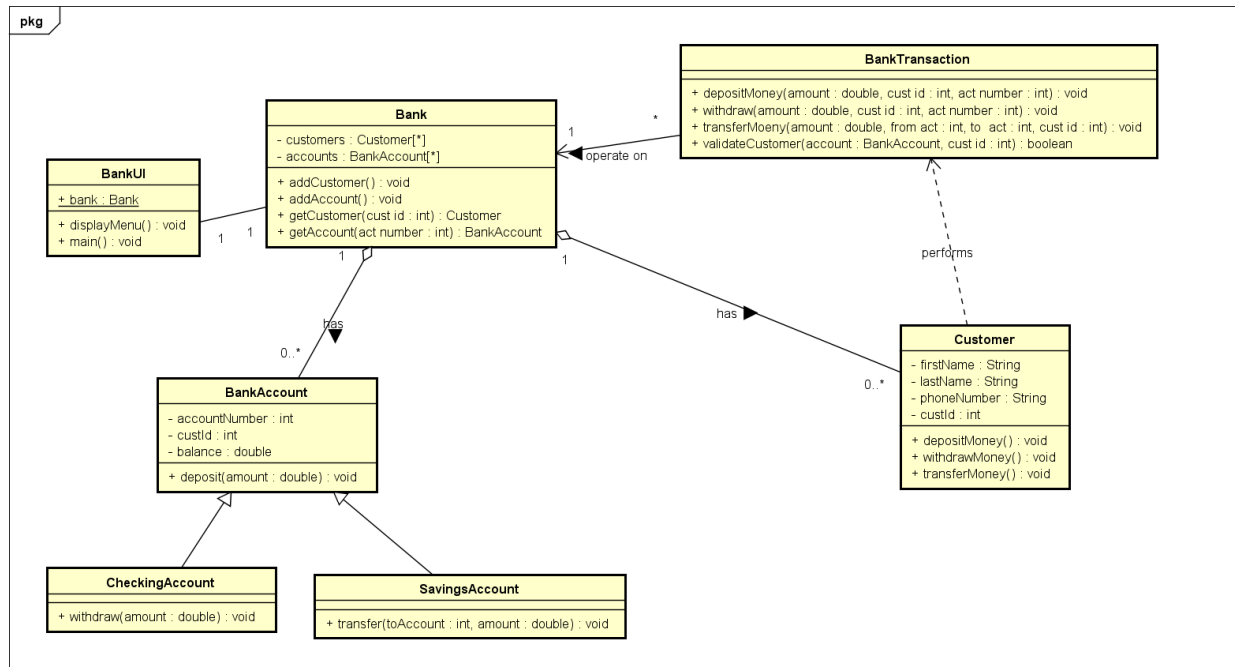 pkg
BankTransaction
+ depositMoney(amount : double, cust id : int, act number : int) : void
+ withdraw(amount : double, cust id : int, act number : int) : void
+ transferMoeny(amount : double, from act : int, to act : int, cust id : int) : void
+ validateCustomer(account : BankAccount, cust id : int) : boolean
Bank
- customers : Customer[*]
- accounts : BankAccount[*]
+ addCustomer() : void
+ addAccount() : void
+ getCustomer(cust id : int) : Customer
+ getAccount(act number : int) : BankAccount
1
*
operate on
BankUI
+ bank : Bank
+ displayMenu() : void
+ main() : void
1
1
1
1
performs
has
has
0..*
0..*
Customer
- firstName : String
- lastName : String
- phoneNumber : String
- custId : int
+ depositMoney() : void
+ withdrawMoney() : void
+ transferMoney() : void
BankAccount
- accountNumber : int
- custId : int
- balance : double
+ deposit(amount : double) : void
CheckingAccount
+ withdraw(amount : double) : void
SavingsAccount
+ transfer(toAccount : int, amount : double) : void